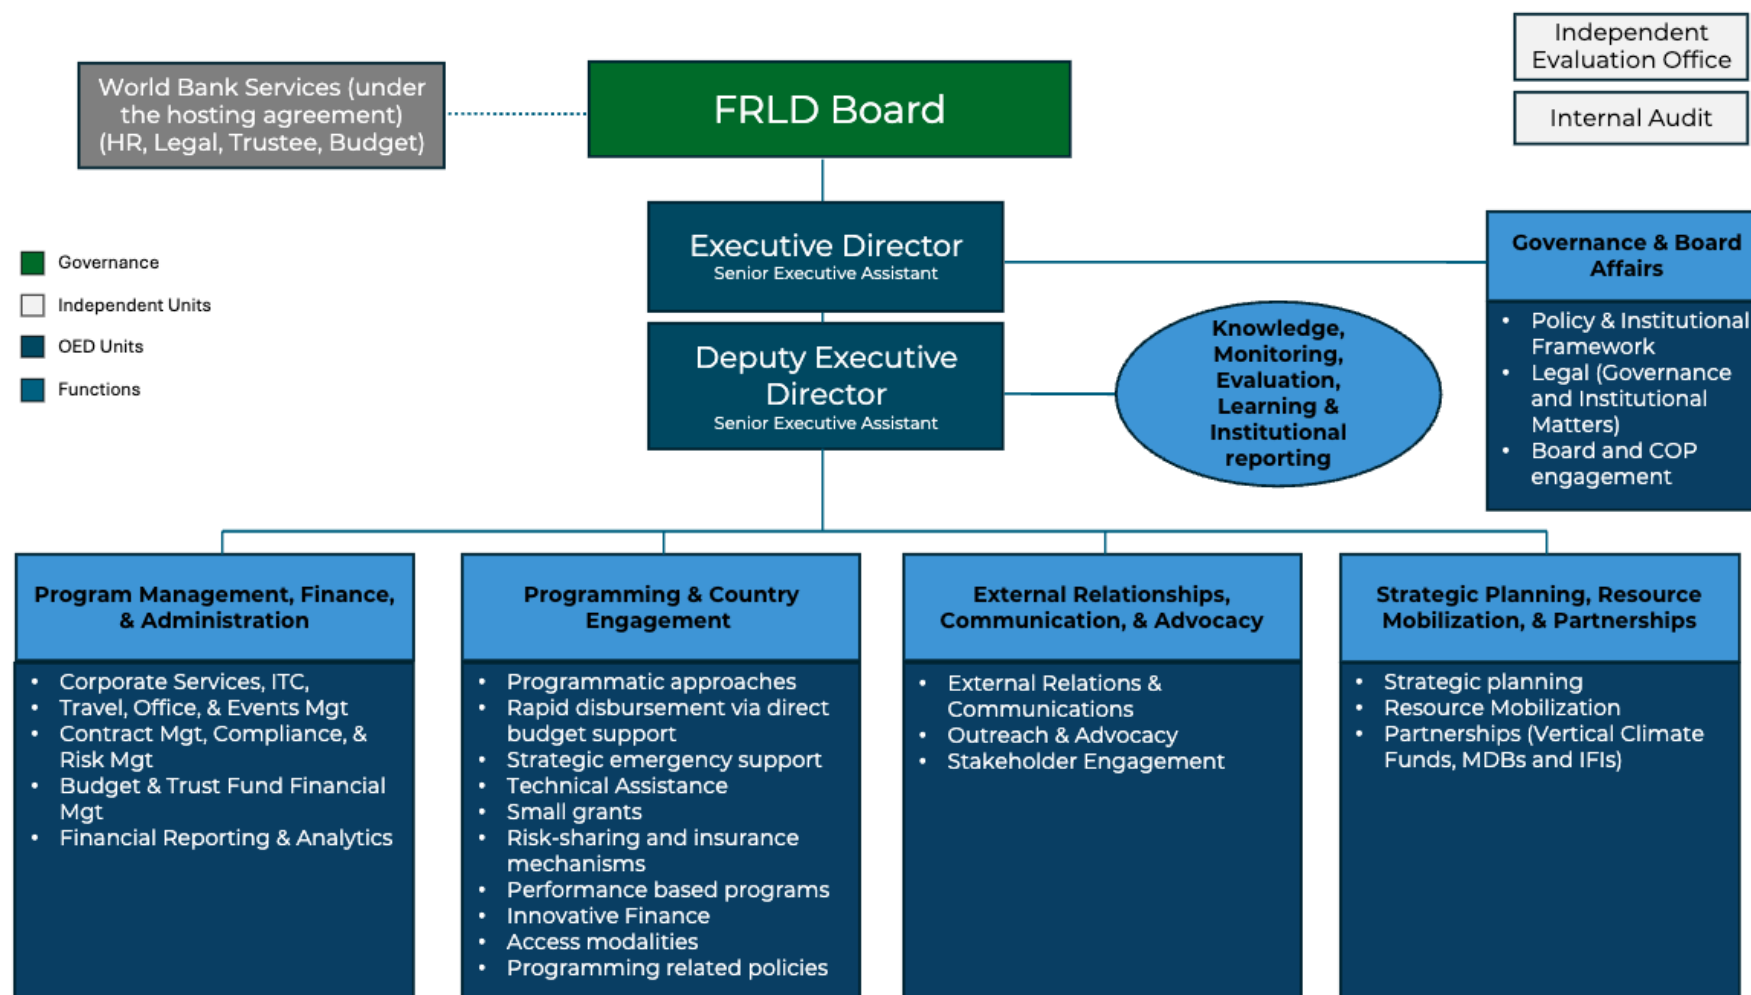 Independent
Evaluation Office
Internal Audit
World Bank Services (under
the hosting agreement)
(HR, Legal, Trustee, Budget)
FRLD Board
Executive Director
Senior Executive Assistant
Governance & Board
Affairs
• Policy & Institutional
Framework
• Legal (Governance
and Institutional
Matters)
• Board and COP
engagement
Governance
Independent Units
OED Units
Functions
Deputy Executive
Director
Senior Executive Assistant
Knowledge,
Monitoring,
Evaluation,
Learning &
Institutional
reporting
Program Management, Finance,
& Administration
• Corporate Services, ITC,
• Travel, Office, & Events Mgt
• Contract Mgt, Compliance, &
Risk Mgt
• Budget & Trust Fund Financial
Mgt
• Financial Reporting & Analytics
Programming & Country
Engagement
• Programmatic approaches
• Rapid disbursement via direct
budget support
• Strategic emergency support
• Technical Assistance
• Small grants
• Risk-sharing and insurance
mechanisms
• Performance based programs
• Innovative Finance
• Access modalities
• Programming related policies
External Relationships,
Communication, & Advocacy
• External Relations &
Communications
• Outreach & Advocacy
• Stakeholder Engagement
Strategic Planning, Resource
Mobilization, & Partnerships
• Strategic planning
• Resource Mobilization
• Partnerships (Vertical Climate
Funds, MDBs and IFIs)